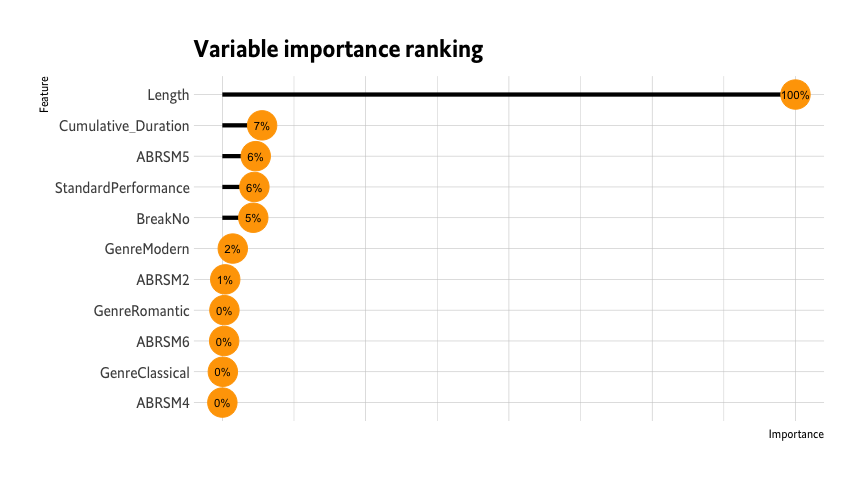 Variable importance ranking
Feature
Length 100%
Cumulative_Duration 7%
ABRSM5 6%
StandardPerformance 6%
BreakNo 5%
GenreModern 2%
ABRSM2 1%
GenreRomantic 0%
ABRSM6 0%
GenreClassical 0%
ABRSM4 0%
Importance